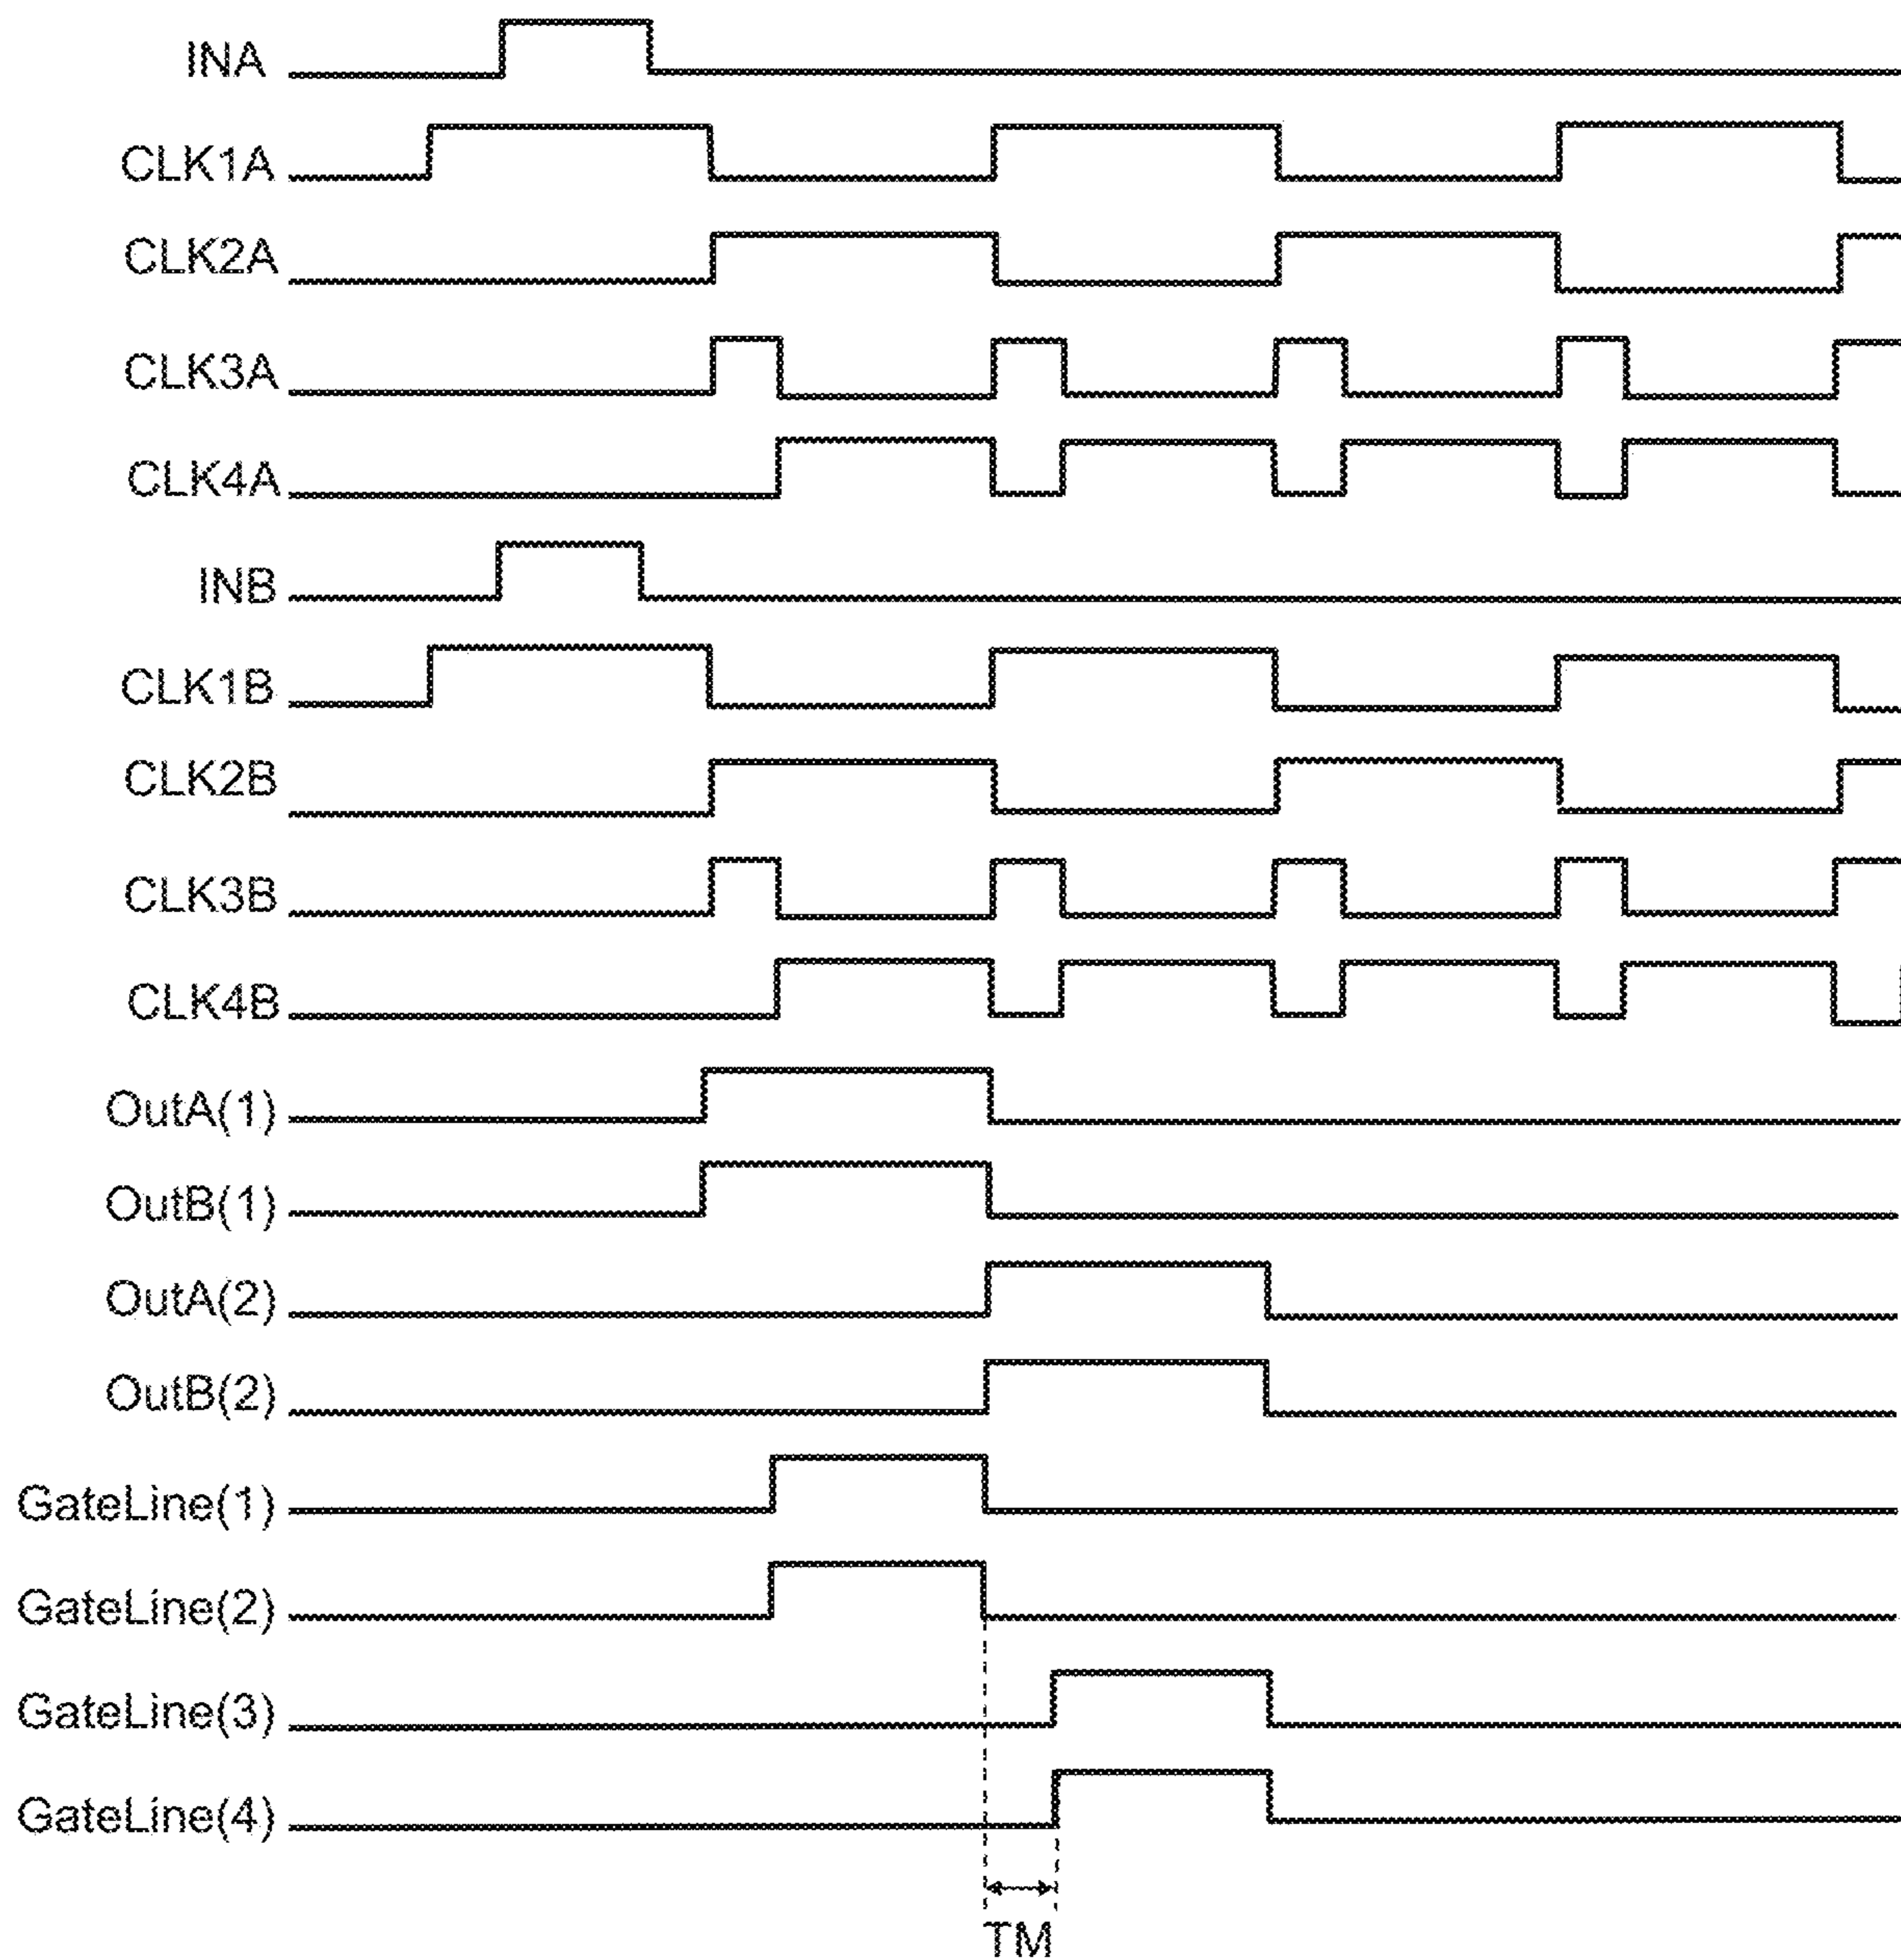 INA
CLK1A
CLK2A
CLK3A
CLK4A
INB
CLK1B
CLK2B
CLK3B
CLK4B
OutA(1)
OutB(1)
OutA(2)
OutB(2)
GateLine(1)
GateLine(2)
GateLine(3)
GateLine(4)
TM